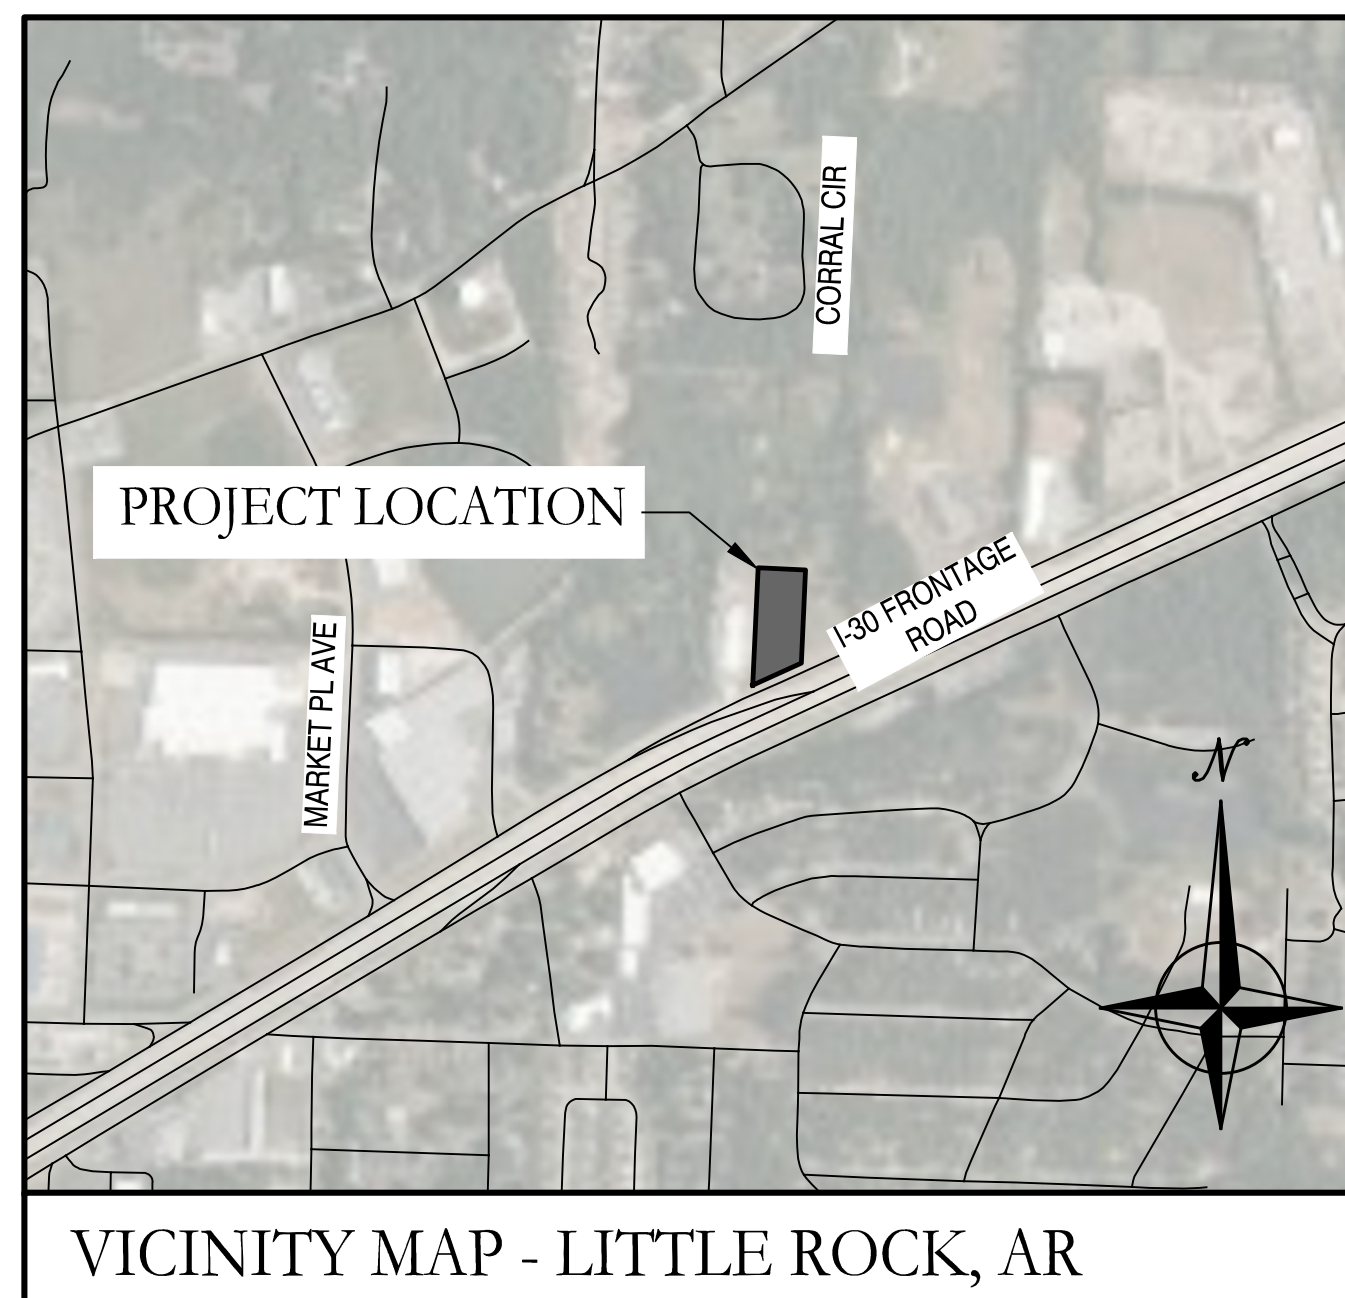 CORRAL CIR
PROJECT LOCATION
I-30 FRONTAGE
ROAD
MARKET PL AVE
N
VICINITY MAP - LITTLE ROCK, AR